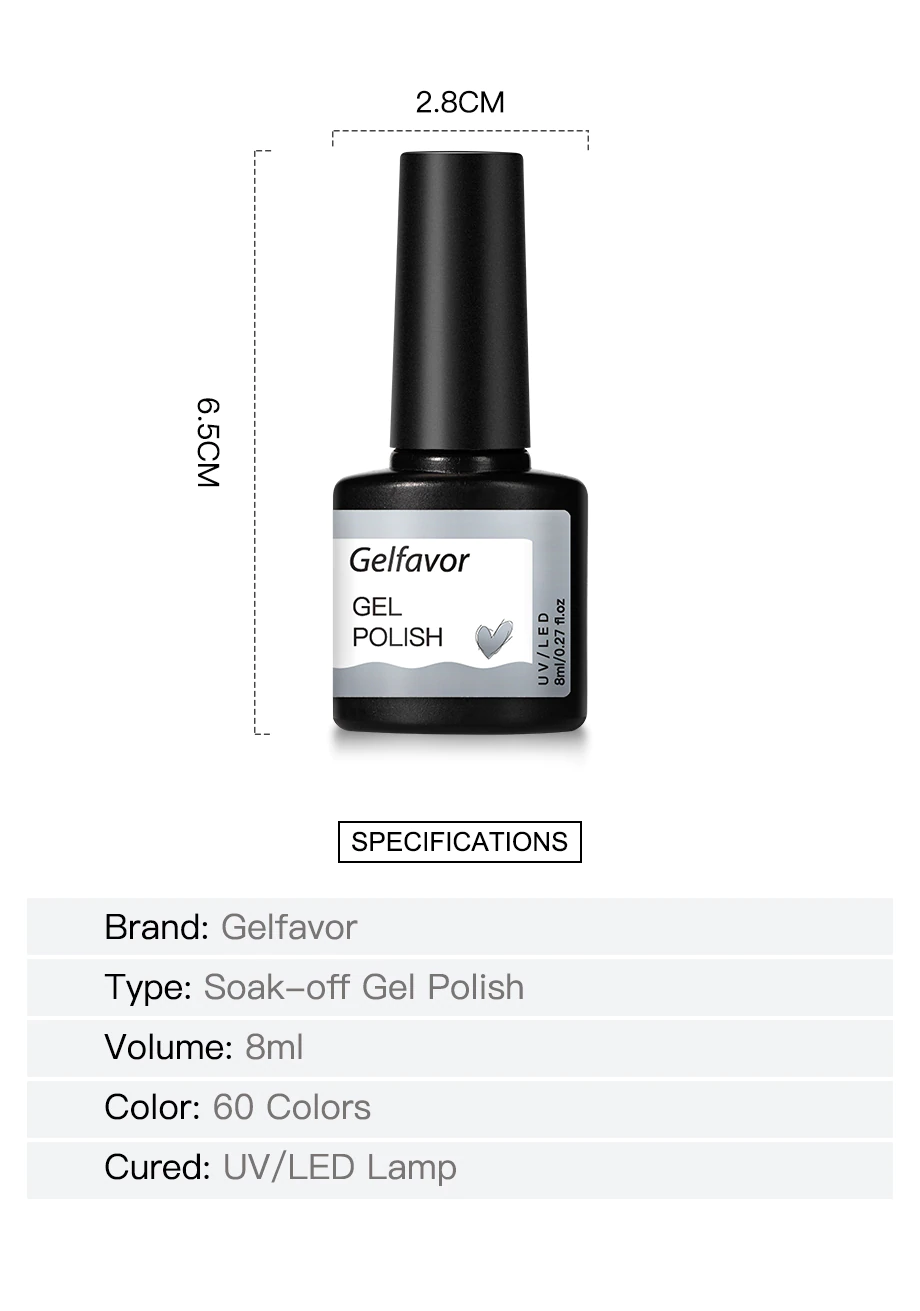 2.8CM
6.5CM
Gelfavor
GEL
POLISH
UV/LED
8ml/0.27 fl.oz
SPECIFICATIONS
Brand: Gelfavor
Type: Soak-off Gel Polish
Volume: 8ml
Color: 60 Colors
Cured: UV/LED Lamp